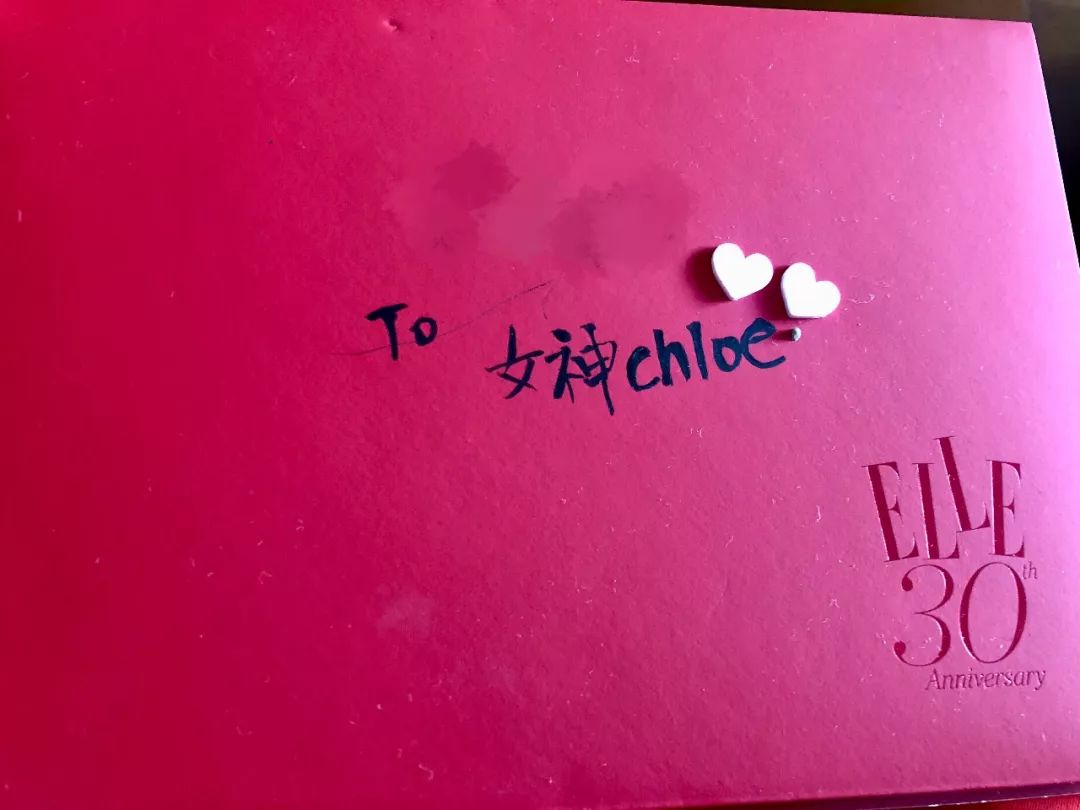 To
女神chloe
ELLE
30th
Anniversary